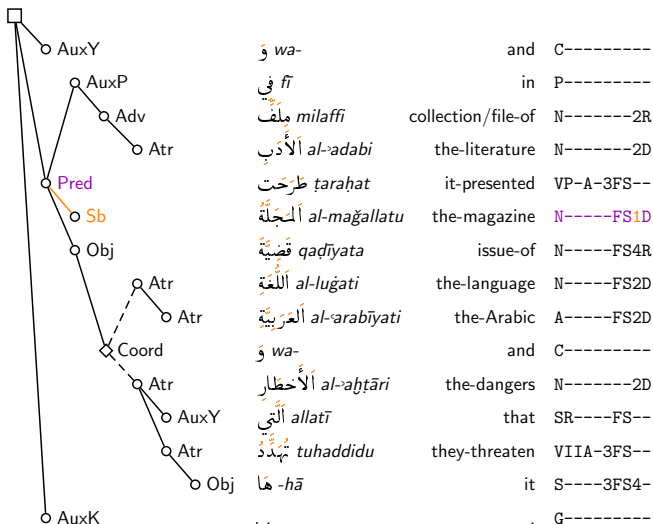 AuxY وَ wa- and C---------
AuxP فِي fī in P---------
Adv مِلَفِّ milaffi collection/file-of N-------2R
Atr اَلْأَدَبِ al-ʾadabi the-literature N-------2D
Pred طَرَحَت ṭaraḥat it-presented VP-A-3FS--
Sb اَلمَجَلَّةُ al-maǧallatu the-magazine N-----FS1D
Obj قَضِيَّةَ qaḍīyata issue-of N-----FS4R
Atr اَللُّغَةِ al-luġati the-language N-----FS2D
Atr اَلعَرَبِيَّةِ al-ʿarabīyati the-Arabic A-----FS2D
Coord وَ wa- and C---------
Atr اَلأَخطَارِ al-ʾaḫṭāri the-dangers N-------2D
AuxY اَلَّتِي allatī that SR----FS--
Atr تُهَدِّدُ tuhaddidu they-threaten VIIA-3FS--
Obj هَا -hā it S----3FS4-
AuxK G---------